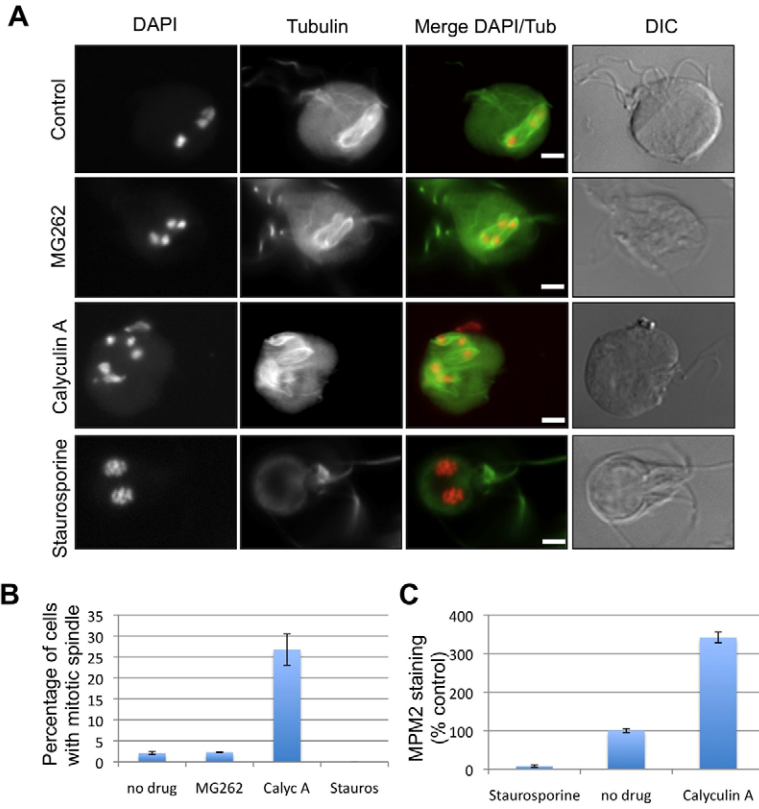 A
DAPI
Tubulin
Merge DAPI/Tub
DIC
Control
MG262
Calyculin A
Staurosporine
B
Percentage of cells
with mitotic spindle
35
30
25
20
15
10
5
0
no drug
MG262
Calyc A
Stauros
C
MPM2 staining
(% control)
400
300
200
100
0
Staurosporine
no drug
Calyculin A